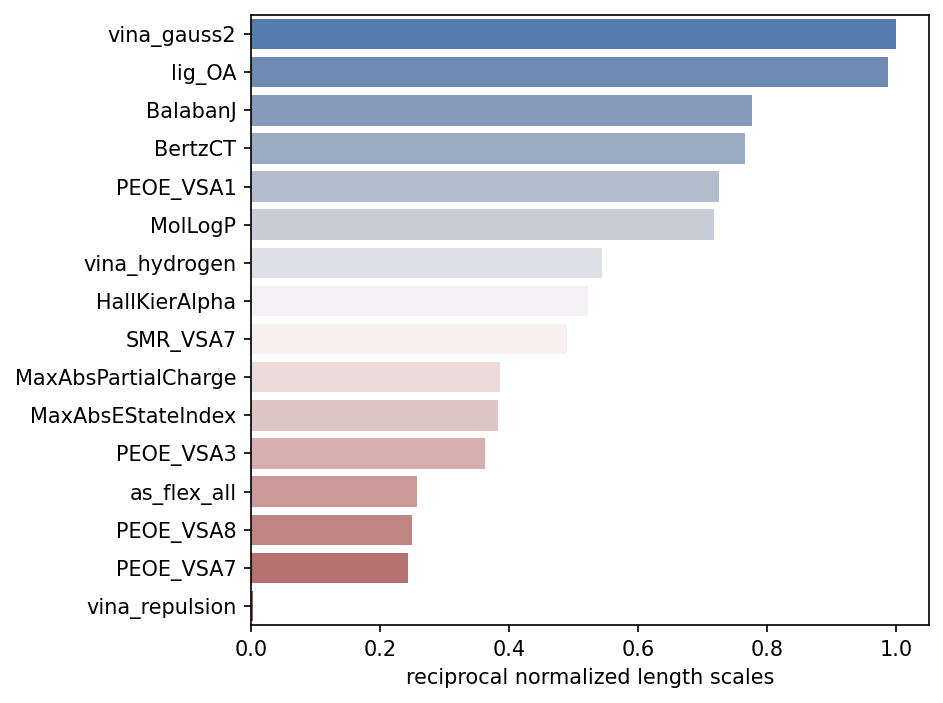 vina_gauss2
lig_OA
BalabanJ
BertzCT
PEOE_VSA1
MolLogP
vina_hydrogen
HallKierAlpha
SMR_VSA7
MaxAbsPartialCharge
MaxAbsEStateIndex
PEOE_VSA3
as_flex_all
PEOE_VSA8
PEOE_VSA7
vina_repulsion
0.0 0.2 0.4 0.6 0.8 1.0
reciprocal normalized length scales